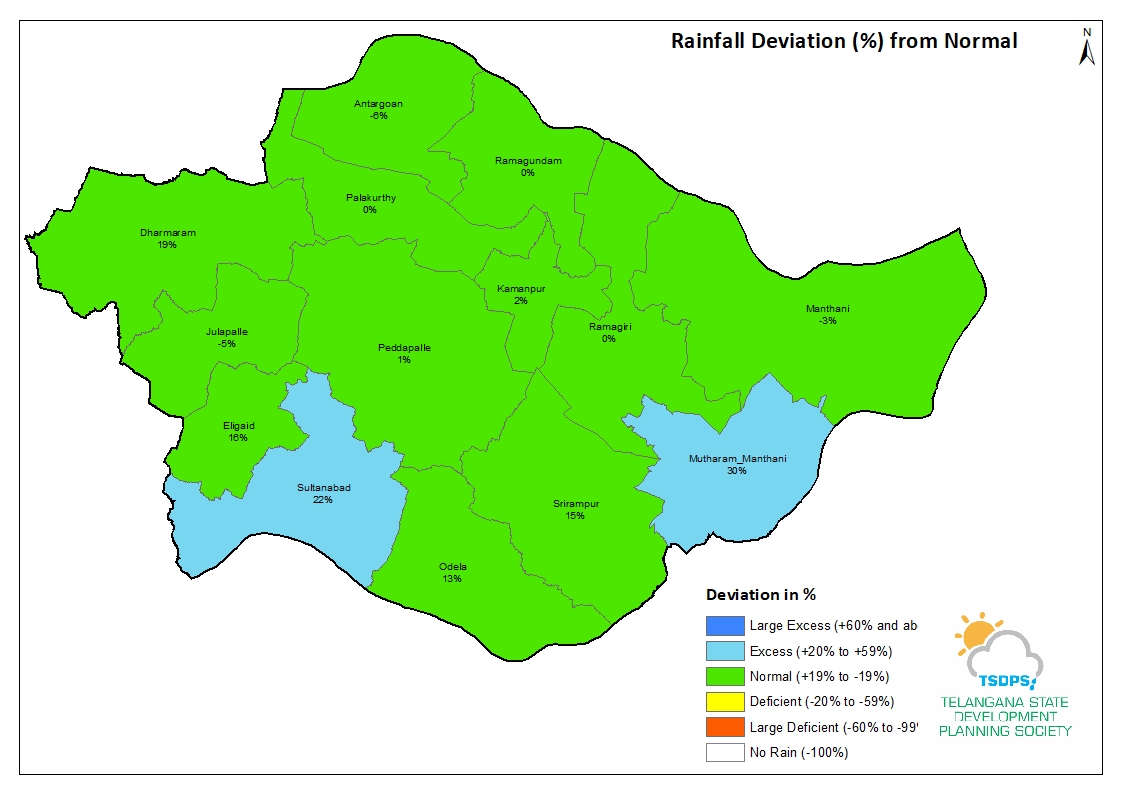 Rainfall Deviation (%) from Normal
N
Antargoan
-6%
Ramagundam
0%
Palakurthy
0%
Dharmaram
19%
Kamanpur
2%
Manthani
-3%
Ramagiri
0%
Julapalle
-5%
Peddapalle
1%
Eligaid
16%
Mutharam_Manthani
30%
Sultanabad
22%
Srirampur
15%
Odela
13%
Deviation in %
Large Excess (+60% and ab
Excess (+20% to +59%)
Normal (+19% to -19%)
Deficient (-20% to -59%)
Large Deficient (-60% to -99%
No Rain (-100%)
TSDPS
TELANGANA STATE
DEVELOPMENT
PLANNING SOCIETY